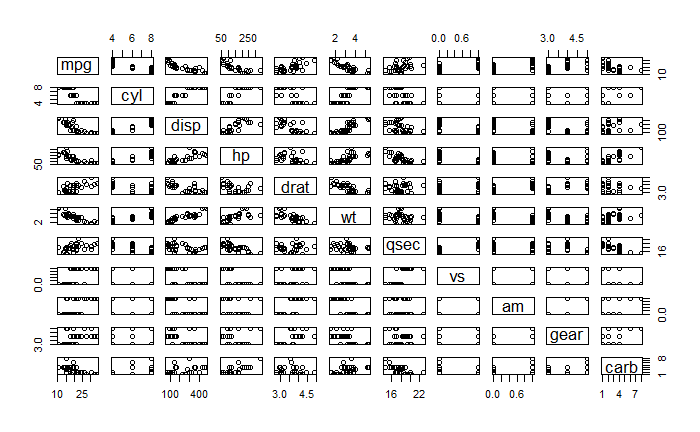 4 6 8 50 250 2 4 0.0 0.6 3.0 4.5
mpg 10
4 8 cyl
disp 100
50 hp
drat 3.0
2 wt
qsec 16
0.0 vs
am 0.0
3.0 gear
carb 1 8
10 25 100 400 3.0 4.5 16 22 0.0 0.6 1 4 7